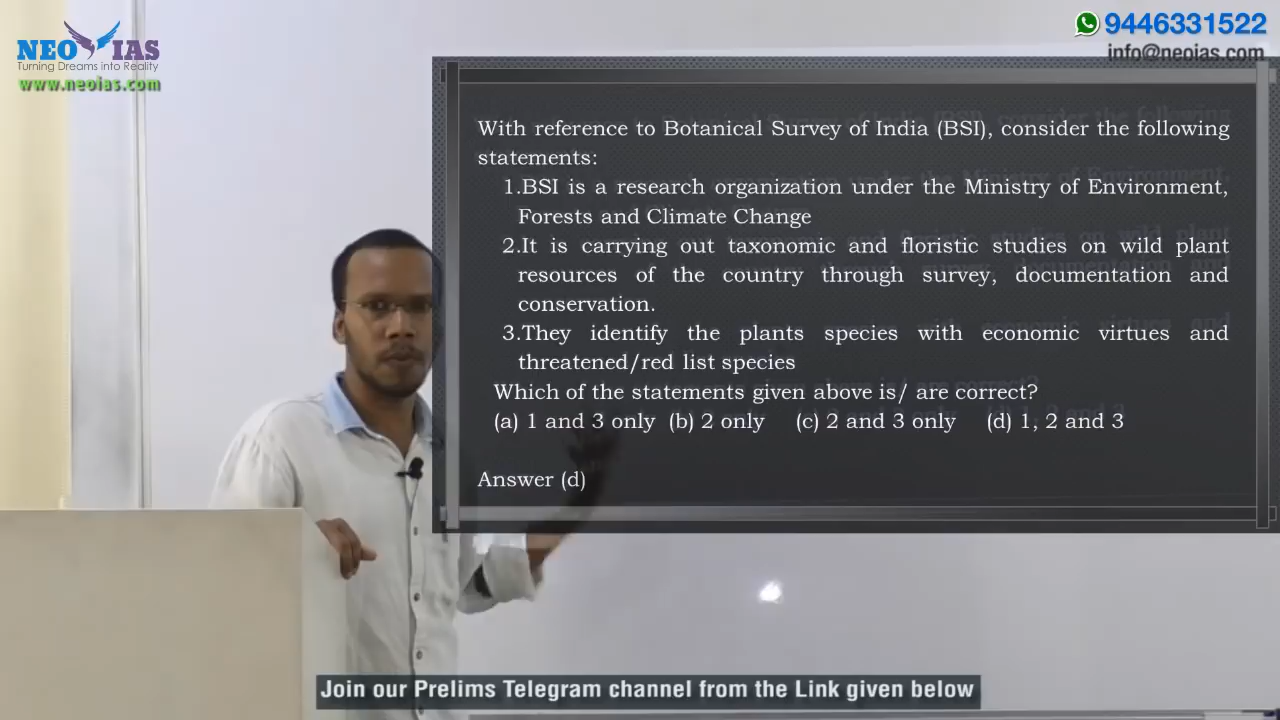 NEO IAS
Turning Dreams into Reality
www.neoias.com
9446331522
info@neoias.com
With reference to Botanical Survey of India (BSI), consider the following
statements:
1.BSI is a research organization under the Ministry of Environment,
Forests and Climate Change
2.It is carrying out taxonomic and floristic studies on wild plant
resources of the country through survey, documentation and
conservation.
3.They identify the plants species with economic virtues and
threatened/red list species
Which of the statements given above is/ are correct?
(a) 1 and 3 only (b) 2 only (c) 2 and 3 only (d) 1, 2 and 3
Answer (d)
Join our Prelims Telegram channel from the Link given below